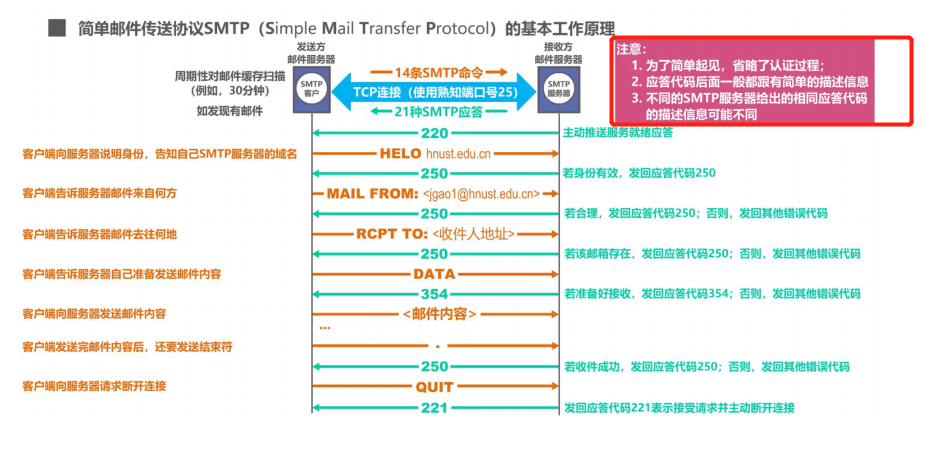 ■ 简单邮件传送协议SMTP（Simple Mail Transfer Protocol）的基本工作原理
发送方
邮件服务器
接收方
邮件服务器
注意：
1. 为了简单起见，省略了认证过程；
2. 应答代码后面一般都跟有简单的描述信息
3. 不同的SMTP服务器给出的相同应答代码
的描述信息可能不同
周期性对邮件缓存扫描
（例如，30分钟）
如发现有邮件
SMTP
客户
14条SMTP命令
TCP连接（使用熟知端口号25）
21种SMTP应答
SMTP
服务器
220
主动推送服务就绪应答
客户端向服务器说明身份，告知自己SMTP服务器的域名
HELO hnust.edu.cn
250
若身份有效，发回应答代码250
客户端告诉服务器邮件来自何方
MAIL FROM: <jgao1@hnust.edu.cn>
250
若合理，发回应答代码250；否则，发回其他错误代码
客户端告诉服务器邮件去往何地
RCPT TO: <收件人地址>
250
若该邮箱存在，发回应答代码250；否则，发回其他错误代码
客户端告诉服务器自己准备发送邮件内容
DATA
354
若准备好接收，发回应答代码354；否则，发回其他错误代码
客户端向服务器发送邮件内容
<邮件内容>
...
客户端发送完邮件内容后，还要发送结束符
.
250
若收件成功，发回应答代码250；否则，发回其他错误代码
客户端向服务器请求断开连接
QUIT
221
发回应答代码221表示接受请求并主动断开连接